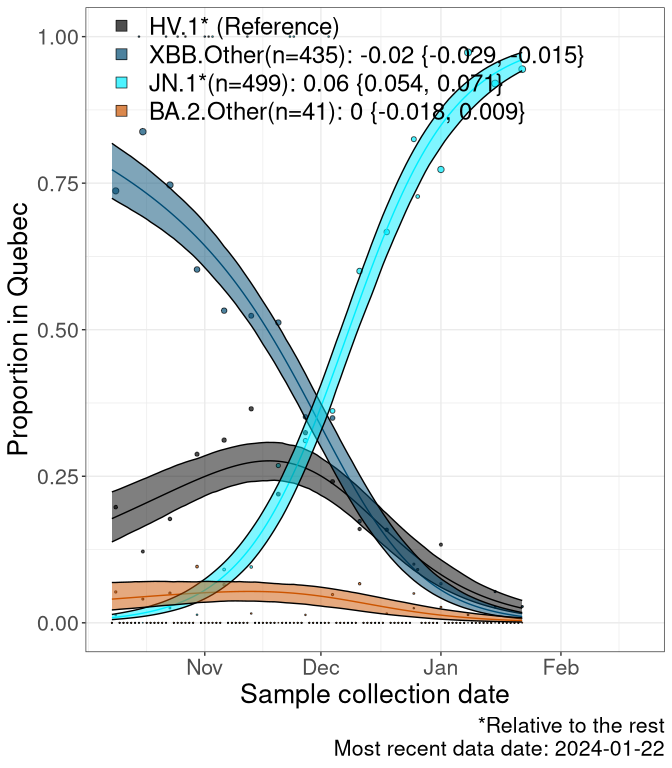 HV.1* (Reference)
XBB.Other(n=435): -0.02 {-0.029, -0.015}
JN.1*(n=499): 0.06 {0.054, 0.071}
BA.2.Other(n=41): 0 {-0.018, 0.009}
1.00
0.75
0.50
0.25
0.00
Proportion in Quebec
Nov Dec Jan Feb
Sample collection date
*Relative to the rest
Most recent data date: 2024-01-22